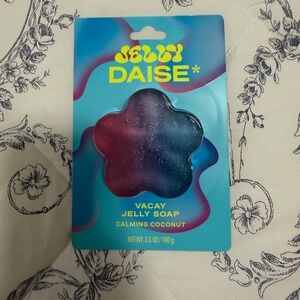 JELLY
DAISE*
VACAY
JELLY SOAP
CALMING COCONUT
NET WT. 3.5 OZ / 100 g